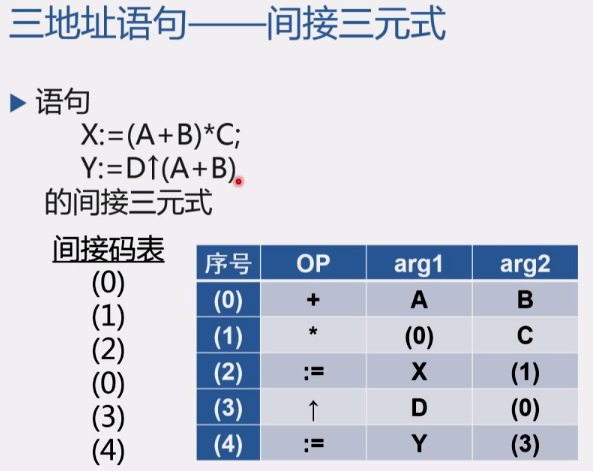 三地址语句——间接三元式
▶ 语句
X:=(A+B)*C;
Y:=D↑(A+B)
的间接三元式
间接码表
(0)
(1)
(2)
(0)
(3)
(4)
序号 OP arg1 arg2
(0) + A B
(1) * (0) C
(2) := X (1)
(3) ↑ D (0)
(4) := Y (3)